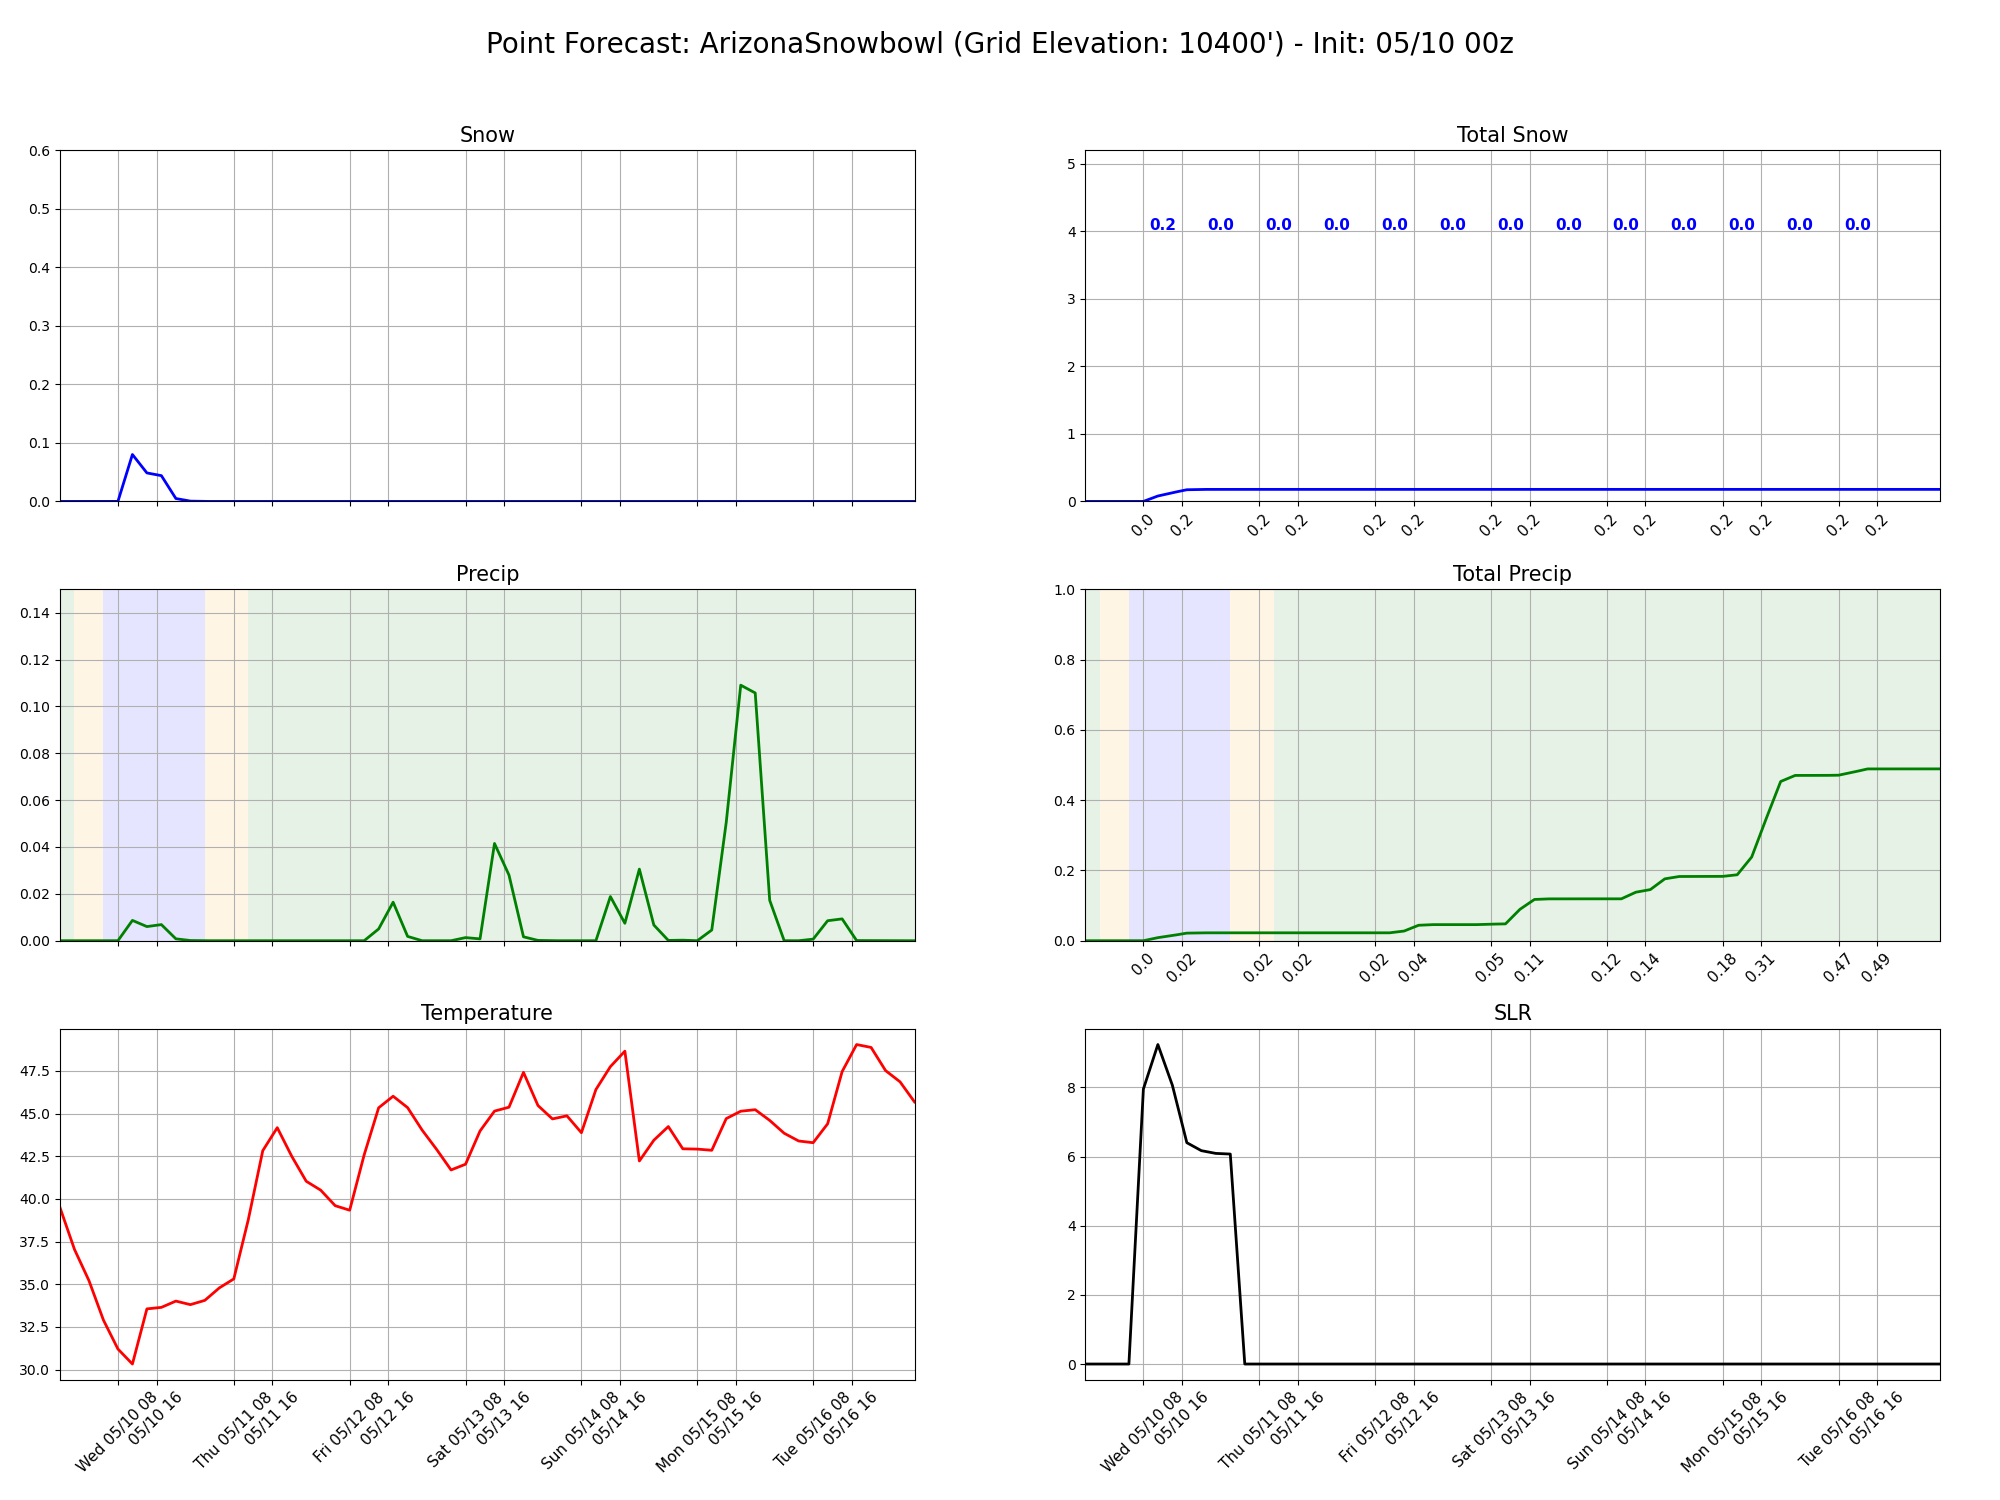 Point Forecast: ArizonaSnowbowl (Grid Elevation: 10400') - Init: 05/10 00z
Snow
0.6
0.5
0.4
0.3
0.2
0.1
0.0
Total Snow
5
4
3
2
1
0
0.2 0.0 0.0 0.0 0.0 0.0 0.0 0.0 0.0 0.0 0.0 0.0 0.0
0.0 0.2 0.2 0.2 0.2 0.2 0.2 0.2 0.2 0.2 0.2 0.2 0.2 0.2
Precip
0.14
0.12
0.10
0.08
0.06
0.04
0.02
0.00
Total Precip
1.0
0.8
0.6
0.4
0.2
0.0
0.0 0.02 0.02 0.02 0.02 0.04 0.05 0.11 0.12 0.14 0.18 0.31 0.47 0.49
Temperature
47.5
45.0
42.5
40.0
37.5
35.0
32.5
30.0
Wed 05/10 08
05/10 16
Thu 05/11 08
05/11 16
Fri 05/12 08
05/12 16
Sat 05/13 08
05/13 16
Sun 05/14 08
05/14 16
Mon 05/15 08
05/15 16
Tue 05/16 08
05/16 16
SLR
8
6
4
2
0
Wed 05/10 08
05/10 16
Thu 05/11 08
05/11 16
Fri 05/12 08
05/12 16
Sat 05/13 08
05/13 16
Sun 05/14 08
05/14 16
Mon 05/15 08
05/15 16
Tue 05/16 08
05/16 16